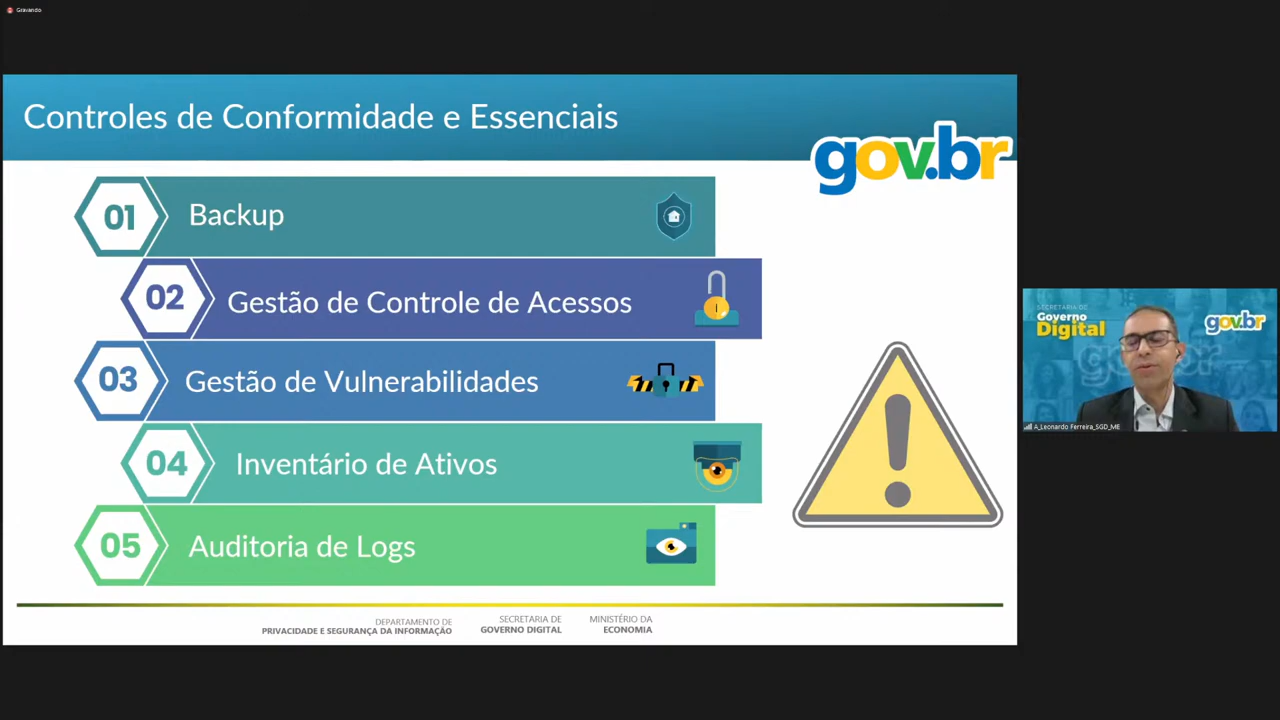 Gravando
Controles de Conformidade e Essenciais
gov.br
01
Backup
02
Gestão de Controle de Acessos
03
Gestão de Vulnerabilidades
04
Inventário de Ativos
05
Auditoria de Logs
DEPARTAMENTO DE
PRIVACIDADE E SEGURANÇA DA INFORMAÇÃO
SECRETARIA DE
GOVERNO DIGITAL
MINISTÉRIO DA
ECONOMIA
SECRETARIA DE
Governo
Digital
gov.br
gov.br
A_Leonardo Ferreira_SGD_ME